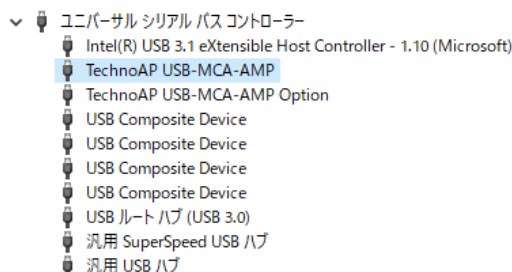 ユニバーサル シリアル バス コントローラー
Intel(R) USB 3.1 eXtensible Host Controller - 1.10 (Microsoft)
TechnoAP USB-MCA-AMP
TechnoAP USB-MCA-AMP Option
USB Composite Device
USB Composite Device
USB Composite Device
USB Composite Device
USB ルート ハブ (USB 3.0)
汎用 SuperSpeed USB ハブ
汎用 USB ハブ